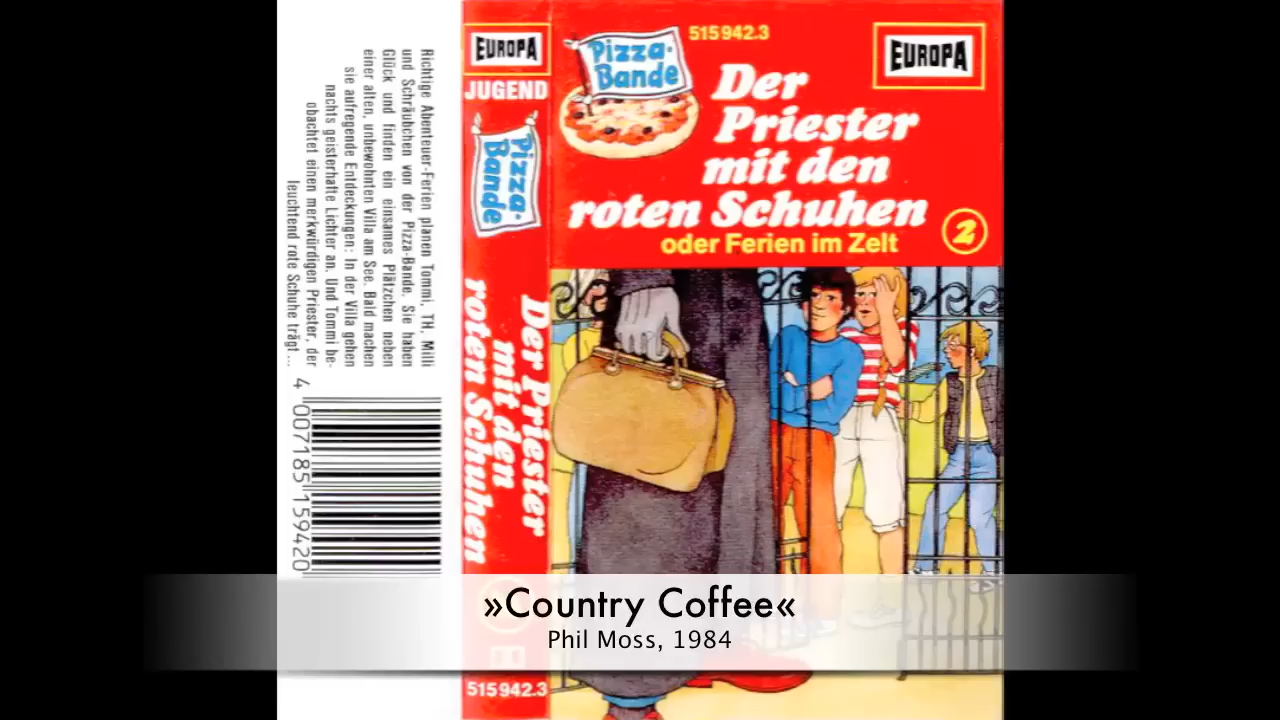 Richtige Abenteuer-Ferien planen Tommi, TH, Milli
und Schräubchen von der Pizza-Bande. Sie haben
Glück und finden ein einsames Plätzchen neben
einer alten, unbewohnten Villa am See. Bald machen
sie aufregende Entdeckungen: In der Villa gehen
nachts geisterhafte Lichter an. Und Tommi be-
obachtet einen merkwürdigen Priester, der
leuchtend rote Schuhe trägt...
4 007185 159420
EUROPA
JUGEND
Pizza-
Bande
Der Priester
mit den
roten Schuhen
515 942.3
Pizza-
Bande
515 942.3
EUROPA
Der
Priester
mit den
roten Schuhen
oder Ferien im Zelt
2
»Country Coffee«
Phil Moss, 1984